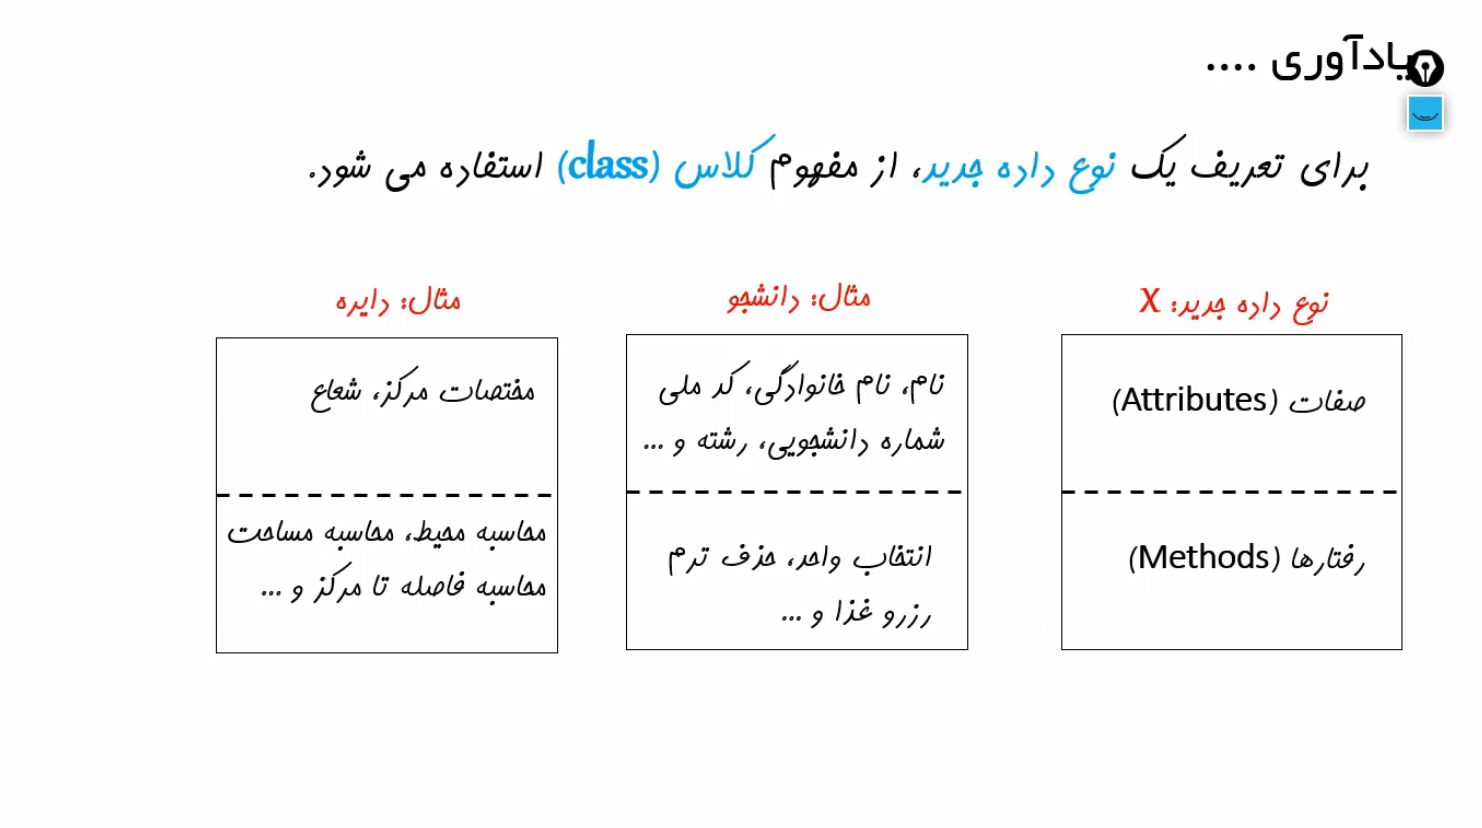 یادآوری ....
برای تعریف یک نوع داده جدید، از مفهوم کلاس (class) استفاده می شود.
نوع داده جدید: X
صفات (Attributes)
رفتارها (Methods)
مثال: دانشجو
نام، نام خانوادگی، کد ملی
شماره دانشجویی، رشته و ...
انتخاب واحد، حذف ترم
رزرو غذا و ...
مثال: دایره
مختصات مرکز، شعاع
محاسبه محیط، محاسبه مساحت
محاسبه فاصله تا مرکز و ...